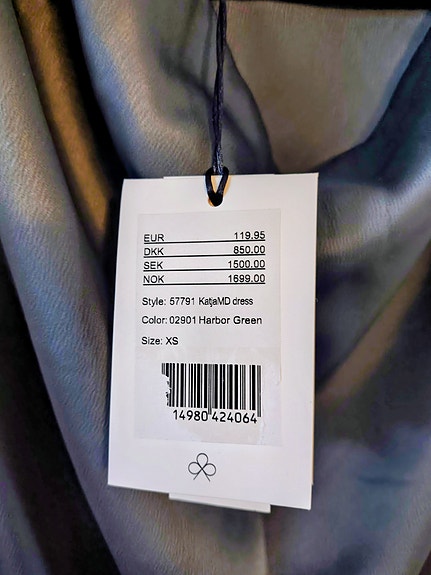 EUR 119.95
DKK 850.00
SEK 1500.00
NOK 1699.00
Style: 57791 KatjaMD dress
Color: 02901 Harbor Green
Size: XS
14980 424064